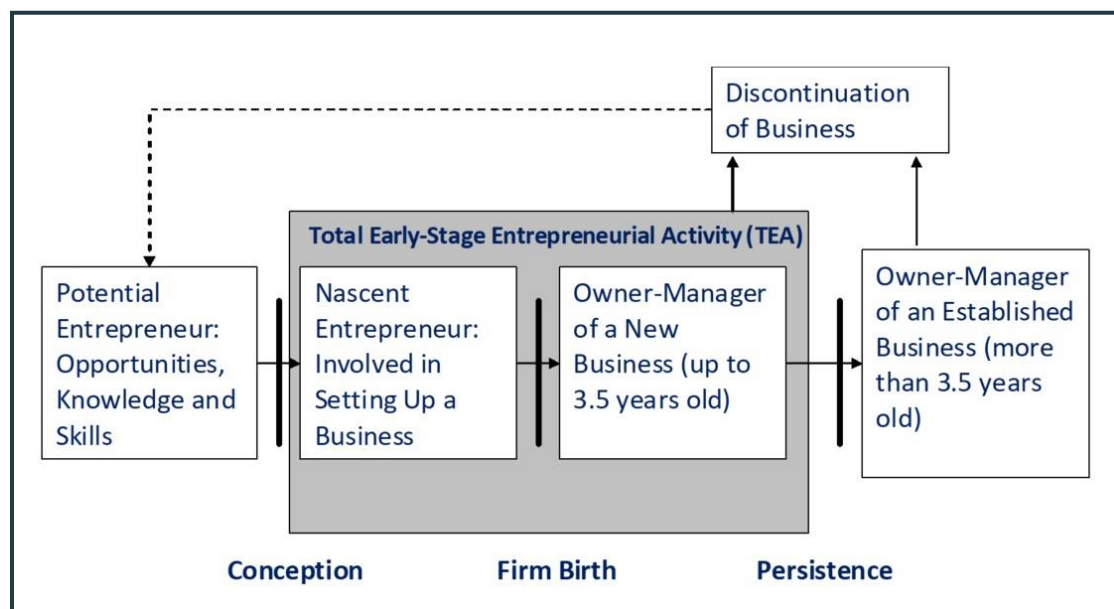 Discontinuation
of Business
Total Early-Stage Entrepreneurial Activity (TEA)
Potential
Entrepreneur:
Opportunities,
Knowledge and
Skills
Nascent
Entrepreneur:
Involved in
Setting Up a
Business
Owner-Manager
of a New
Business (up to
3.5 years old)
Owner-Manager
of an Established
Business (more
than 3.5 years
old)
Conception
Firm Birth
Persistence